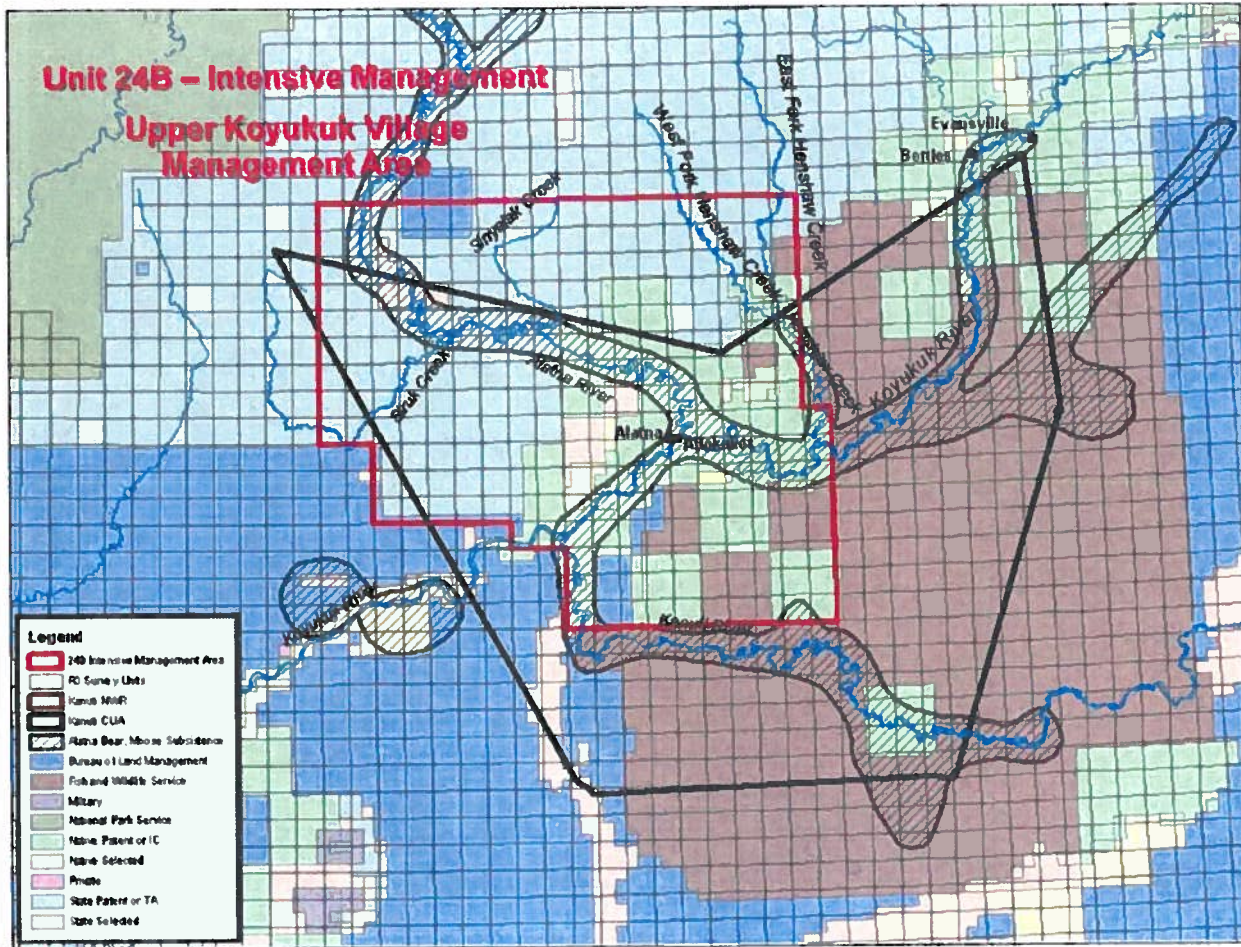 Unit 24B – Intensive Management
Upper Koyukuk Village
Management Area
East Fork Henshaw Creek
West Fork Henshaw Creek
Evansville
Bettles
Siruk Creek
Alatna River
Koyukuk River
Alatna
Creek
Koyukuk River
Legend
24B Intensive Management Area
Survey Units
Kanuti NWR
Kanuti CUA
Alatna Bear, Moose Subsistence
Bureau of Land Management
Fish and Wildlife Service
Military
National Park Service
Native Patent or IC
Native Selected
Private
State Patent or TA
State Selected